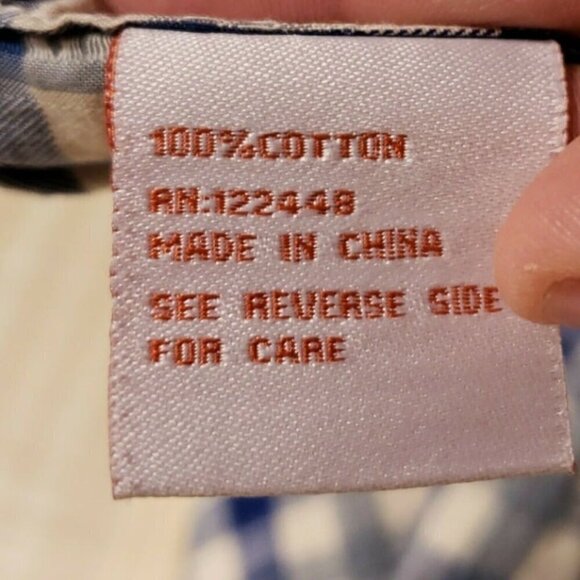 100%COTTON
RN:122448
MADE IN CHINA
SEE REVERSE SIDE
FOR CARE